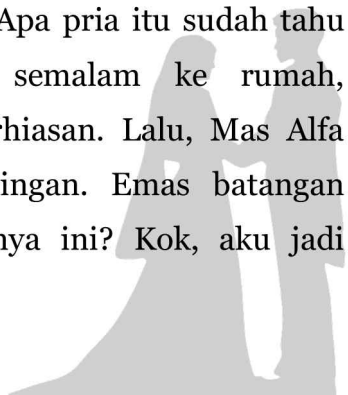 Apa pria itu sudah tahu
semalam ke rumah,
rhiasan. Lalu, Mas Alfa
ingan. Emas batangan
nya ini? Kok, aku jadi